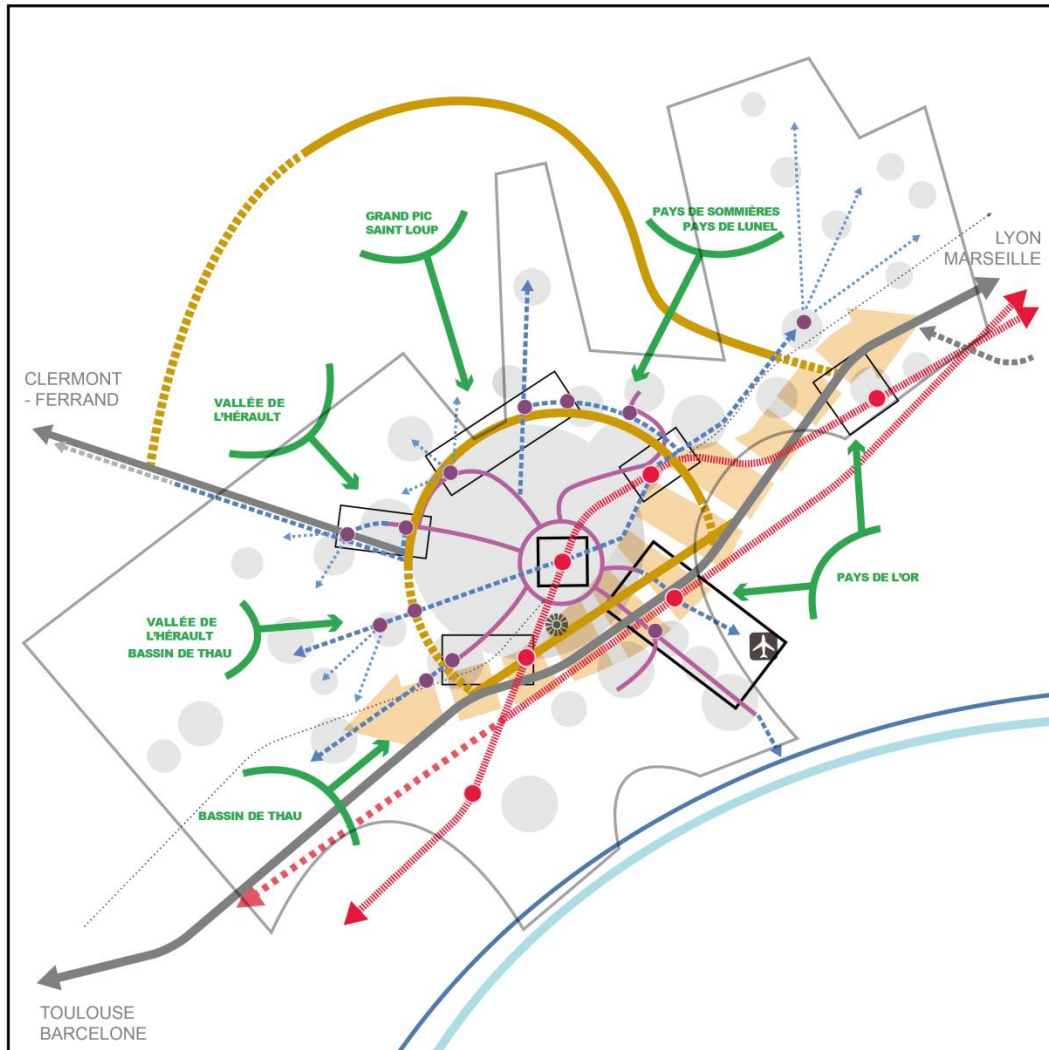 GRAND PIC
SAINT LOUP
PAYS DE SOMMIÈRES
PAYS DE LUNEL
LYON
MARSEILLE
CLERMONT
- FERRAND
VALLÉE DE
L'HÉRAULT
PAYS DE L'OR
VALLÉE DE
L'HÉRAULT
BASSIN DE THAU
BASSIN DE THAU
TOULOUSE
BARCELONE